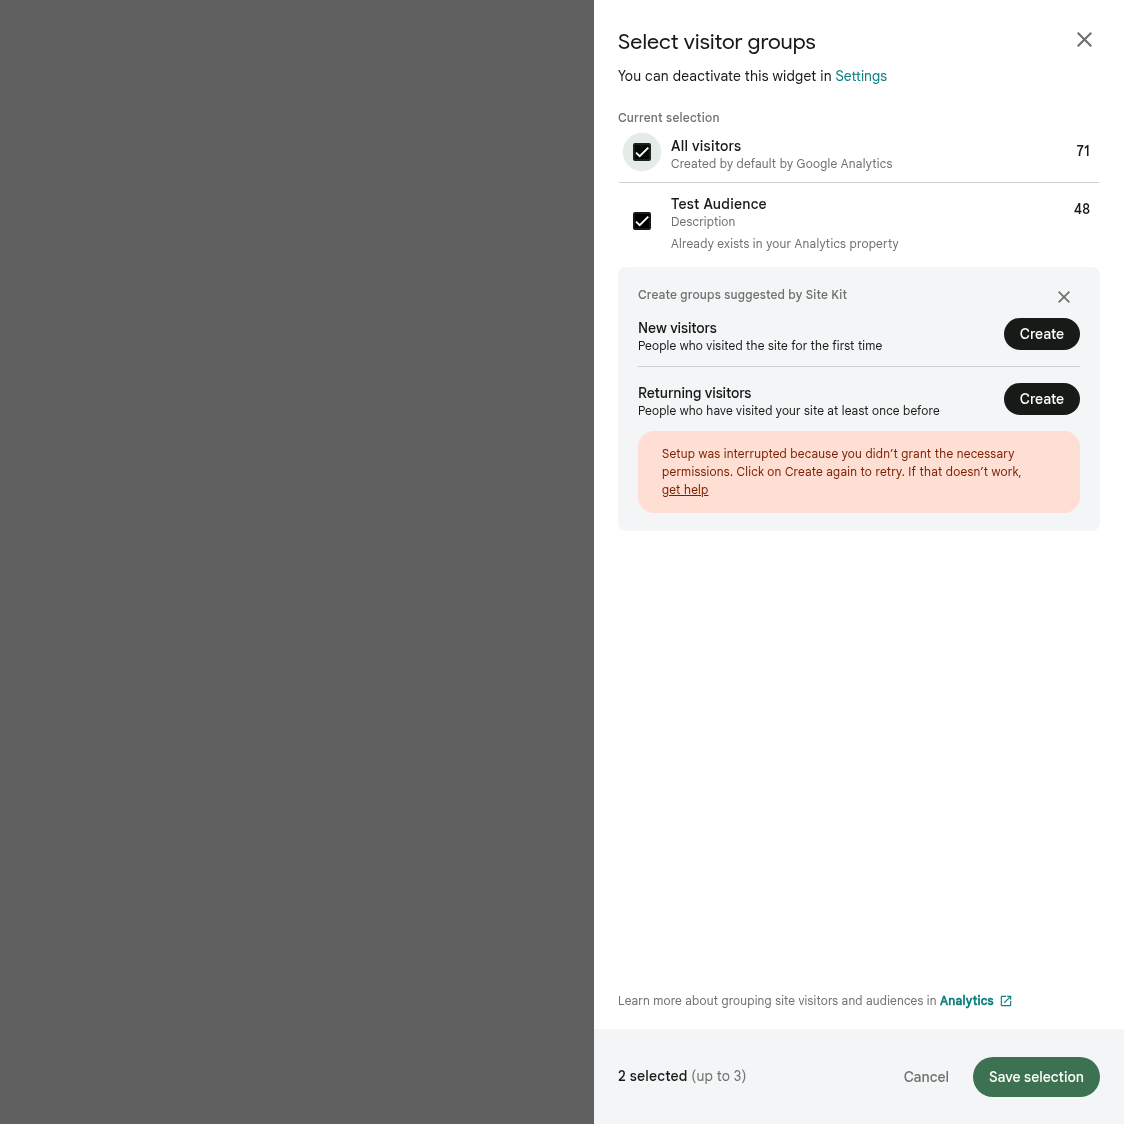 Select visitor groups
You can deactivate this widget in Settings
Current selection
All visitors
71
Created by default by Google Analytics
Test Audience
48
Description
Already exists in your Analytics property
Create groups suggested by Site Kit
New visitors
Create
People who visited the site for the first time
Returning visitors
Create
People who have visited your site at least once before
Setup was interrupted because you didn’t grant the necessary
permissions. Click on Create again to retry. If that doesn’t work,
get help
Learn more about grouping site visitors and audiences in Analytics
2 selected (up to 3)
Cancel
Save selection